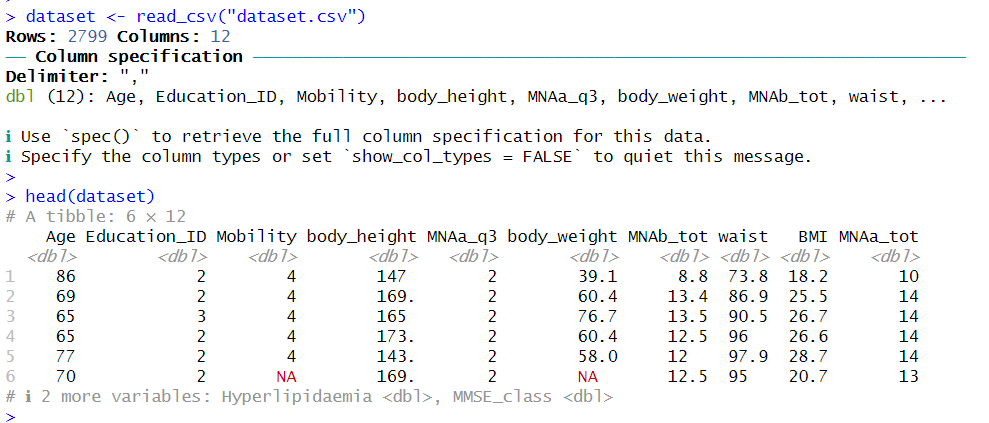 > dataset <- read_csv("dataset.csv")
Rows: 2799 Columns: 12
── Column specification ────────────────────────────────────────
Delimiter: ","
dbl (12): Age, Education_ID, Mobility, body_height, MNAa_q3, body_weight, MNAb_tot, waist, ...
ℹ Use `spec()` to retrieve the full column specification for this data.
ℹ Specify the column types or set `show_col_types = FALSE` to quiet this message.
>
> head(dataset)
# A tibble: 6 × 12
Age Education_ID Mobility body_height MNAa_q3 body_weight MNAb_tot waist BMI MNAa_tot
<dbl> <dbl> <dbl> <dbl> <dbl> <dbl> <dbl> <dbl> <dbl> <dbl>
1 86 2 4 147 2 39.1 8.8 73.8 18.2 10
2 69 2 4 169. 2 60.4 13.4 86.9 25.5 14
3 65 3 4 165 2 76.7 13.5 90.5 26.7 14
4 65 2 4 173. 2 60.4 12.5 96 26.6 14
5 77 2 4 143. 2 58.0 12 97.9 28.7 14
6 70 2 NA 169. 2 NA 12.5 95 20.7 13
# ℹ 2 more variables: Hyperlipidaemia <dbl>, MMSE_class <dbl>
>